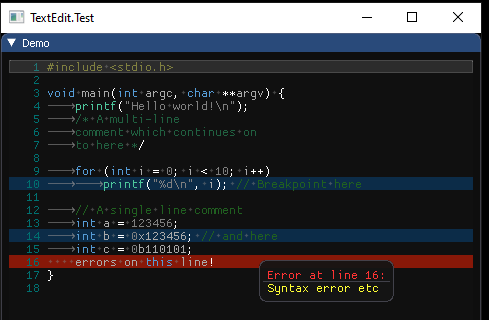 TextEdit.Test
Demo
1 #include <stdio.h>
2
3 void main(int argc, char **argv) {
4 printf("Hello world!\n");
5 /* A multi-line
6 comment which continues on
7 to here */
8
9 for (int i = 0; i < 10; i++)
10 printf("%d\n", i); // Breakpoint here
11
12 // A single line comment
13 int a = 123456;
14 int b = 0x123456; // and here
15 int c = 0b110101;
16 errors on this line!
17 }
18
Error at line 16:
Syntax error etc